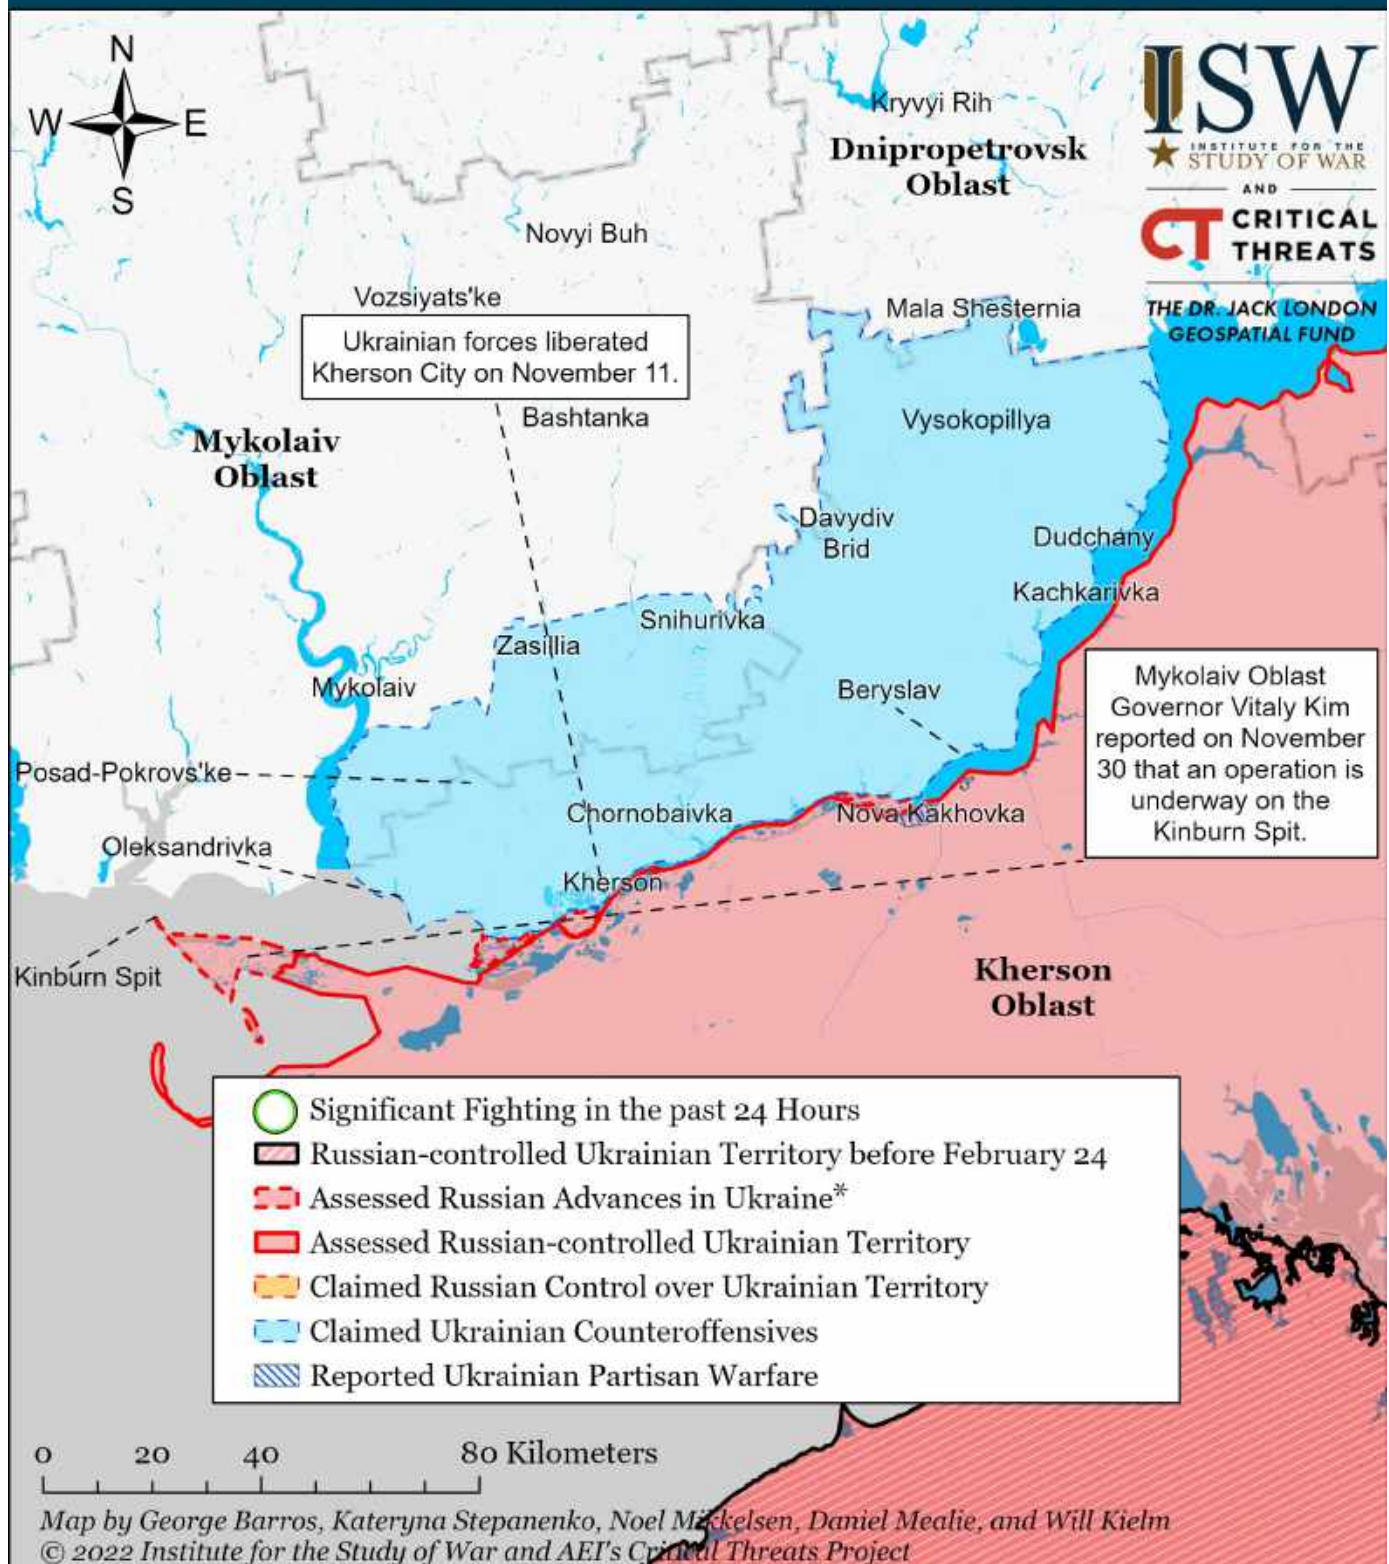 N
W E
S
ISW
INSTITUTE FOR THE
STUDY OF WAR
AND
CT CRITICAL
THREATS
THE DR. JACK LONDON
GEOSPATIAL FUND
Kryvyi Rih
Dnipropetrovsk
Oblast
Novyi Buh
Vozsiyats'ke
Mala Shesternia
Ukrainian forces liberated
Kherson City on November 11.
Bashtanka
Vysokopillya
Mykolaiv
Oblast
Davydiv
Brid
Dudchany
Kachkarivka
Snihurivka
Zasillia
Mykolaiv
Beryslav
Mykolaiv Oblast
Governor Vitaly Kim
reported on November
30 that an operation is
underway on the
Kinburn Spit.
Posad-Pokrovs'ke
Chornobaivka
Nova Kakhovka
Oleksandrivka
Kherson
Kinburn Spit
Kherson
Oblast
Significant Fighting in the past 24 Hours
Russian-controlled Ukrainian Territory before February 24
Assessed Russian Advances in Ukraine*
Assessed Russian-controlled Ukrainian Territory
Claimed Russian Control over Ukrainian Territory
Claimed Ukrainian Counteroffensives
Reported Ukrainian Partisan Warfare
0 20 40 80 Kilometers
Map by George Barros, Kateryna Stepanenko, Noel Mikkelsen, Daniel Mealie, and Will Kielm
© 2022 Institute for the Study of War and AEI's Critical Threats Project